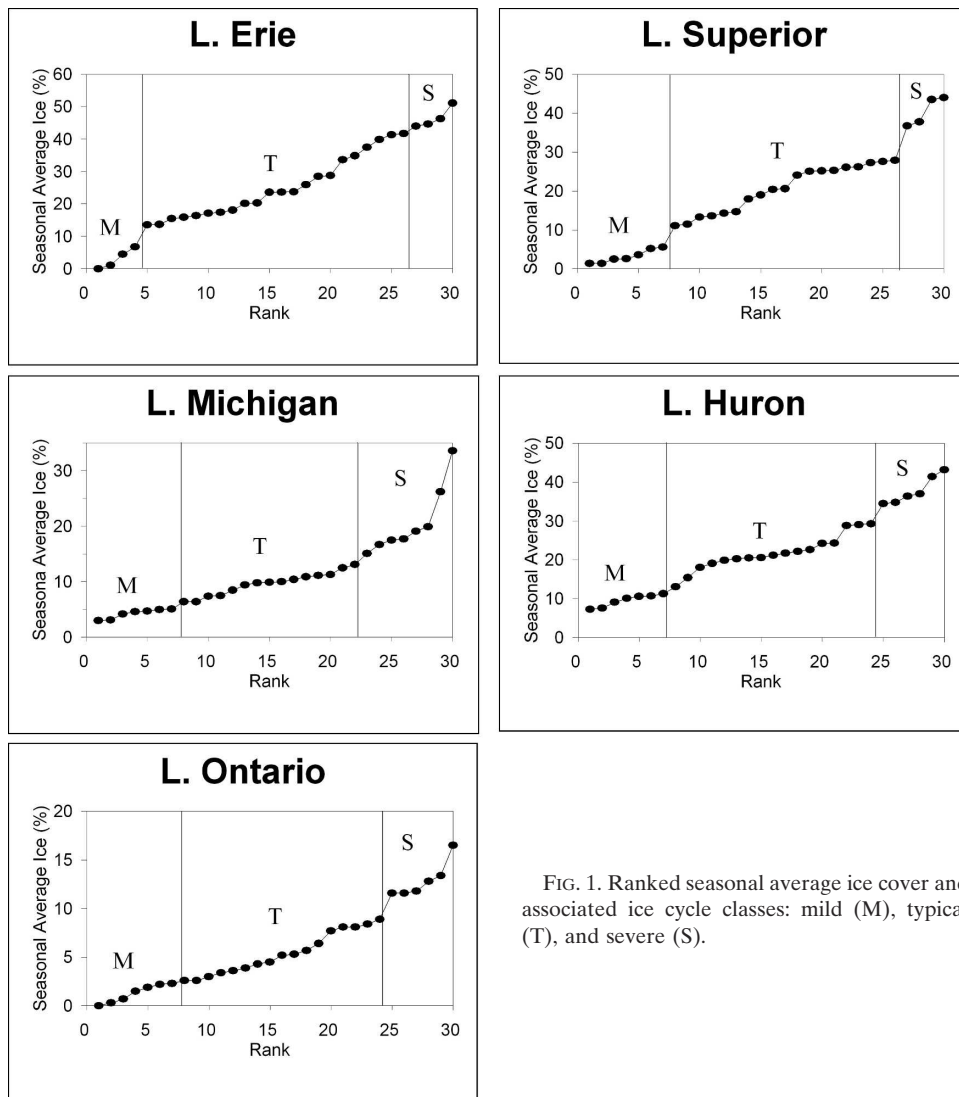 L. Erie
Seasonal Average Ice (%)
60
50
40
30
20
10
0
M
T
S
0 5 10 15 20 25 30
Rank
L. Superior
Seasonal Average Ice (%)
50
40
30
20
10
0
M
T
S
0 5 10 15 20 25 30
Rank
L. Michigan
Seasona Average Ice (%)
30
20
10
0
M
T
S
0 5 10 15 20 25 30
Rank
L. Huron
Seasonal Average Ice (%)
50
40
30
20
10
0
M
T
S
0 5 10 15 20 25 30
Rank
L. Ontario
Seasonal Average Ice (%)
20
15
10
5
0
M
T
S
0 5 10 15 20 25 30
Rank
FIG. 1. Ranked seasonal average ice cover and
associated ice cycle classes: mild (M), typica
(T), and severe (S).